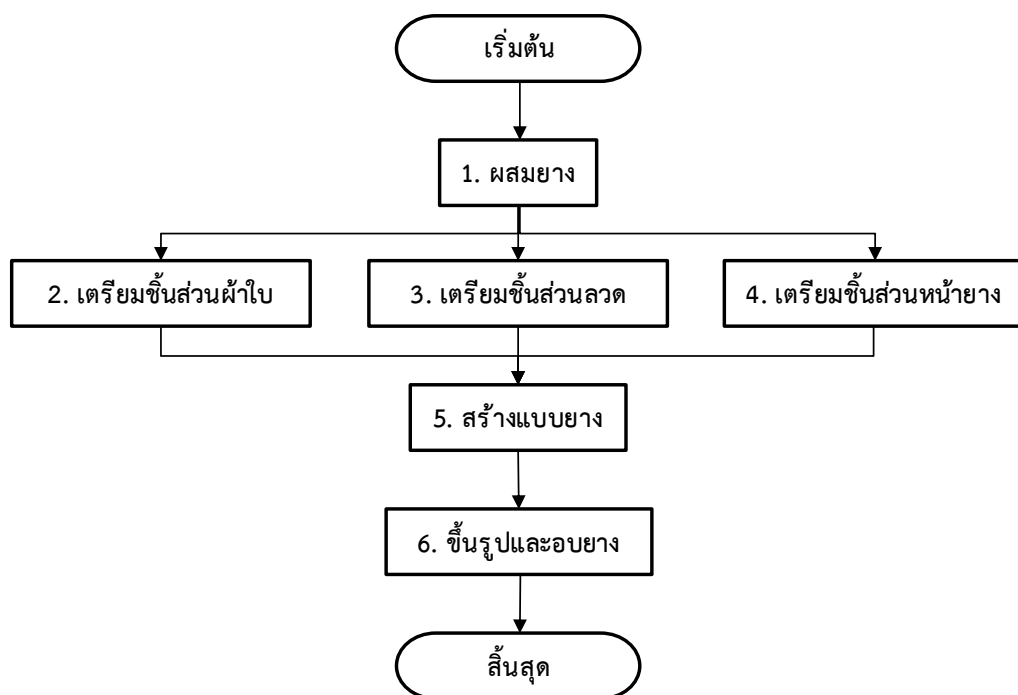 เริ่มต้น
1. ผสมยาง
2. เตรียมชิ้นส่วนผ้าใบ
3. เตรียมชิ้นส่วนลวด
4. เตรียมชิ้นส่วนหน้ายาง
5. สร้างแบบยาง
6. ขึ้นรูปและอบยาง
สิ้นสุด